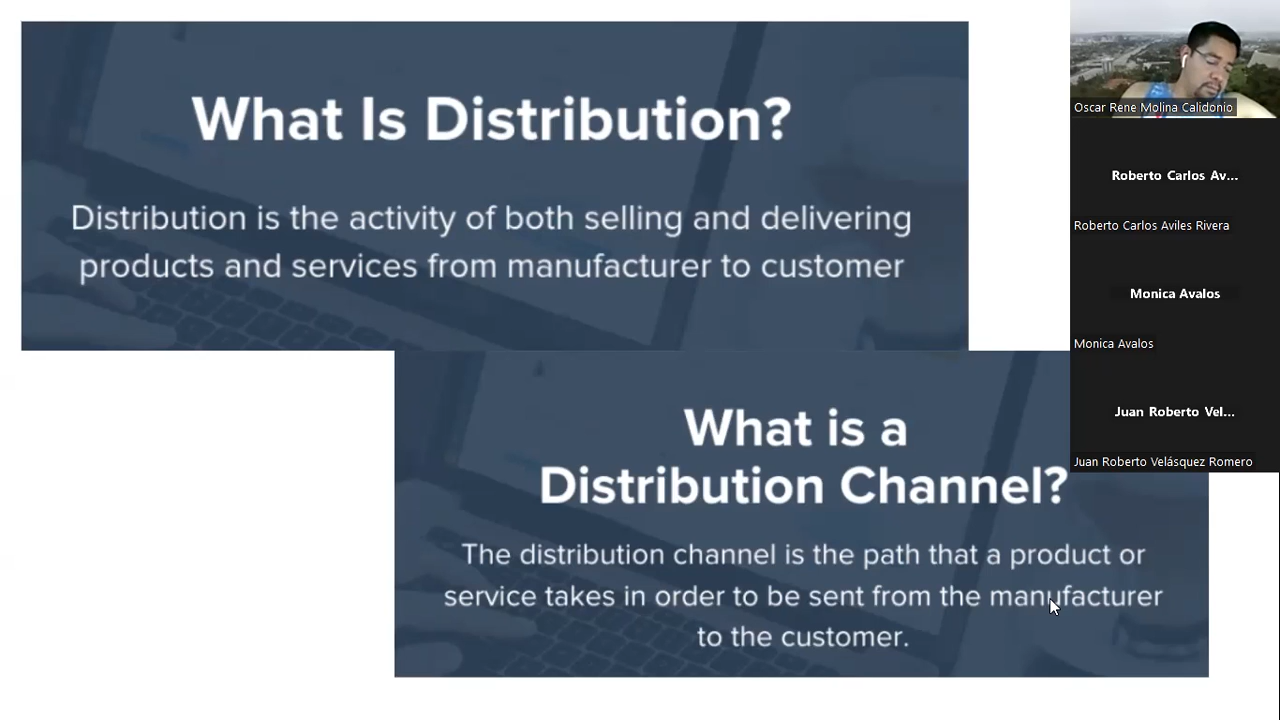 What Is Distribution?
Distribution is the activity of both selling and delivering
products and services from manufacturer to customer
What is a
Distribution Channel?
The distribution channel is the path that a product or
service takes in order to be sent from the manufacturer
to the customer.
Oscar Rene Molina Calidonio
Roberto Carlos Av...
Roberto Carlos Aviles Rivera
Monica Avalos
Monica Avalos
Juan Roberto Vel...
Juan Roberto Velásquez Romero